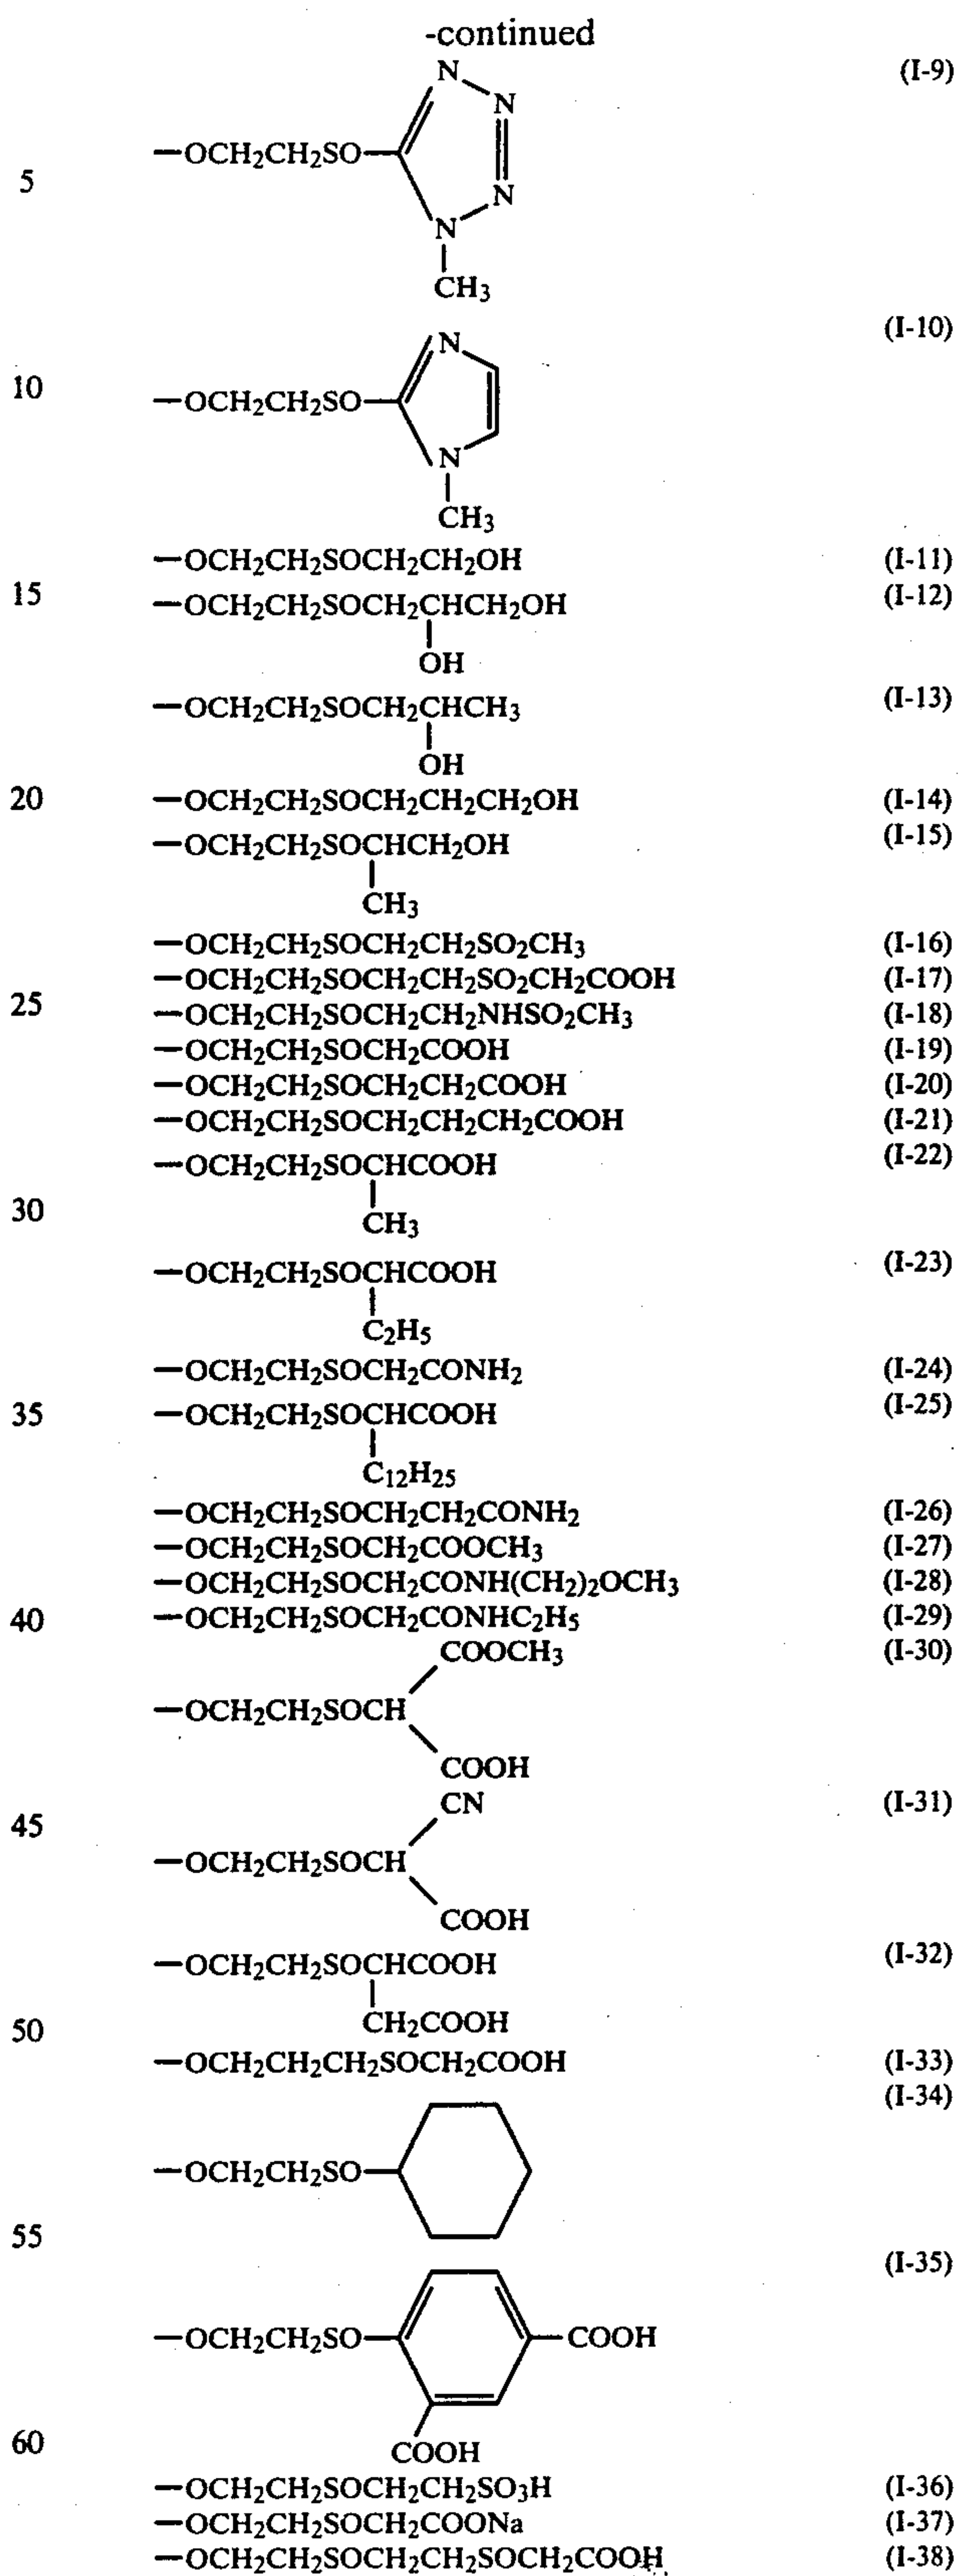 -continued
(I-9)
N
N
—OCH₂CH₂SO—
5
N
N
CH₃
(I-10)
N
10
—OCH₂CH₂SO—
N
CH₃
—OCH₂CH₂SOCH₂CH₂OH (I-11)
15
—OCH₂CH₂SOCH₂CHCH₂OH (I-12)
OH
—OCH₂CH₂SOCH₂CHCH₃ (I-13)
OH
20 —OCH₂CH₂SOCH₂CH₂CH₂OH (I-14)
—OCH₂CH₂SOCHCH₂OH (I-15)
CH₃
—OCH₂CH₂SOCH₂CH₂SO₂CH₃ (I-16)
—OCH₂CH₂SOCH₂CH₂SO₂CH₂COOH (I-17)
25
—OCH₂CH₂SOCH₂CH₂NHSO₂CH₃ (I-18)
—OCH₂CH₂SOCH₂COOH (I-19)
—OCH₂CH₂SOCH₂CH₂COOH (I-20)
—OCH₂CH₂SOCH₂CH₂CH₂COOH (I-21)
—OCH₂CH₂SOCHCOOH (I-22)
30
CH₃
—OCH₂CH₂SOCHCOOH (I-23)
C₂H₅
—OCH₂CH₂SOCH₂CONH₂ (I-24)
35 —OCH₂CH₂SOCHCOOH (I-25)
C₁₂H₂₅
—OCH₂CH₂SOCH₂CH₂CONH₂ (I-26)
—OCH₂CH₂SOCH₂COOCH₃ (I-27)
—OCH₂CH₂SOCH₂CONH(CH₂)₂OCH₃ (I-28)
40 —OCH₂CH₂SOCH₂CONHC₂H₅ (I-29)
COOCH₃ (I-30)
—OCH₂CH₂SOCH
COOH
CN (I-31)
45
—OCH₂CH₂SOCH
COOH
—OCH₂CH₂SOCHCOOH (I-32)
CH₂COOH
50
—OCH₂CH₂CH₂SOCH₂COOH (I-33)
(I-34)
—OCH₂CH₂SO—
55
(I-35)
—OCH₂CH₂SO— —COOH
60
COOH
—OCH₂CH₂SOCH₂CH₂SO₃H (I-36)
—OCH₂CH₂SOCH₂COONa (I-37)
—OCH₂CH₂SOCH₂CH₂SOCH₂COOH (I-38)